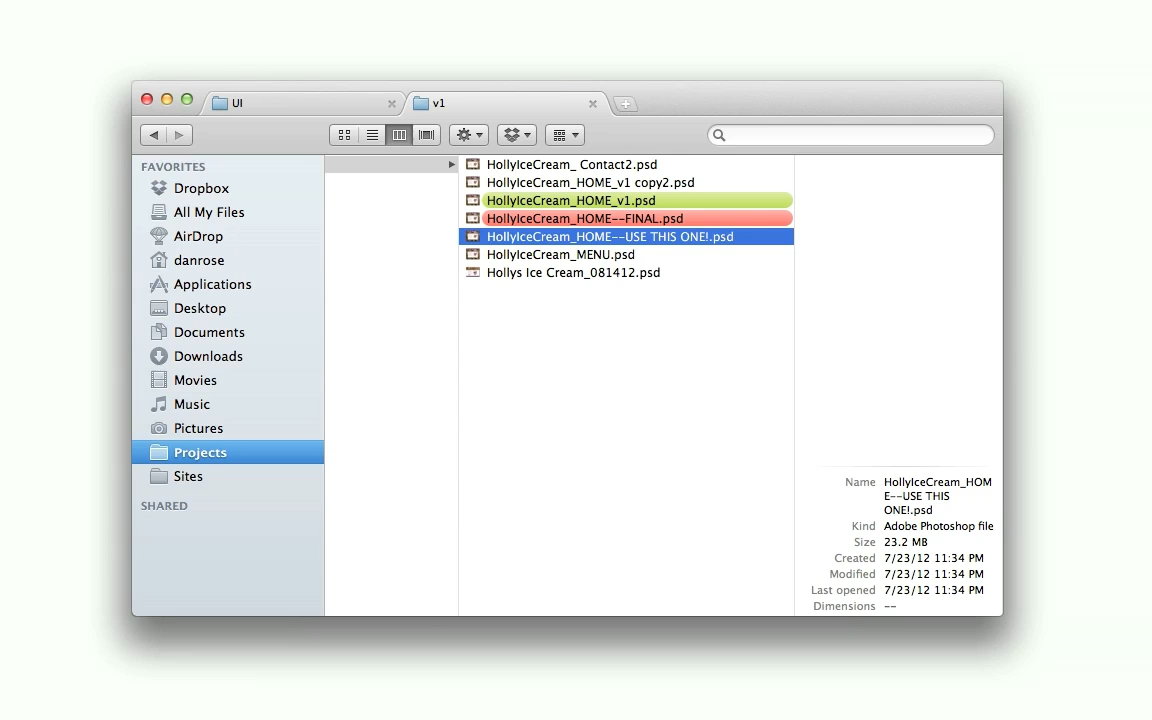 UI
v1
FAVORITES
Dropbox
All My Files
AirDrop
danrose
Applications
Desktop
Documents
Downloads
Movies
Music
Pictures
Projects
Sites
SHARED
HollyIceCream_ Contact2.psd
HollyIceCream_HOME_v1 copy2.psd
HollyIceCream_HOME_v1.psd
HollyIceCream_HOME--FINAL.psd
HollyIceCream_HOME--USE THIS ONE!.psd
HollyIceCream_MENU.psd
Hollys Ice Cream_081412.psd
Name HollyIceCream_HOM
E--USE THIS
ONE!.psd
Kind Adobe Photoshop file
Size 23.2 MB
Created 7/23/12 11:34 PM
Modified 7/23/12 11:34 PM
Last opened 7/23/12 11:34 PM
Dimensions --